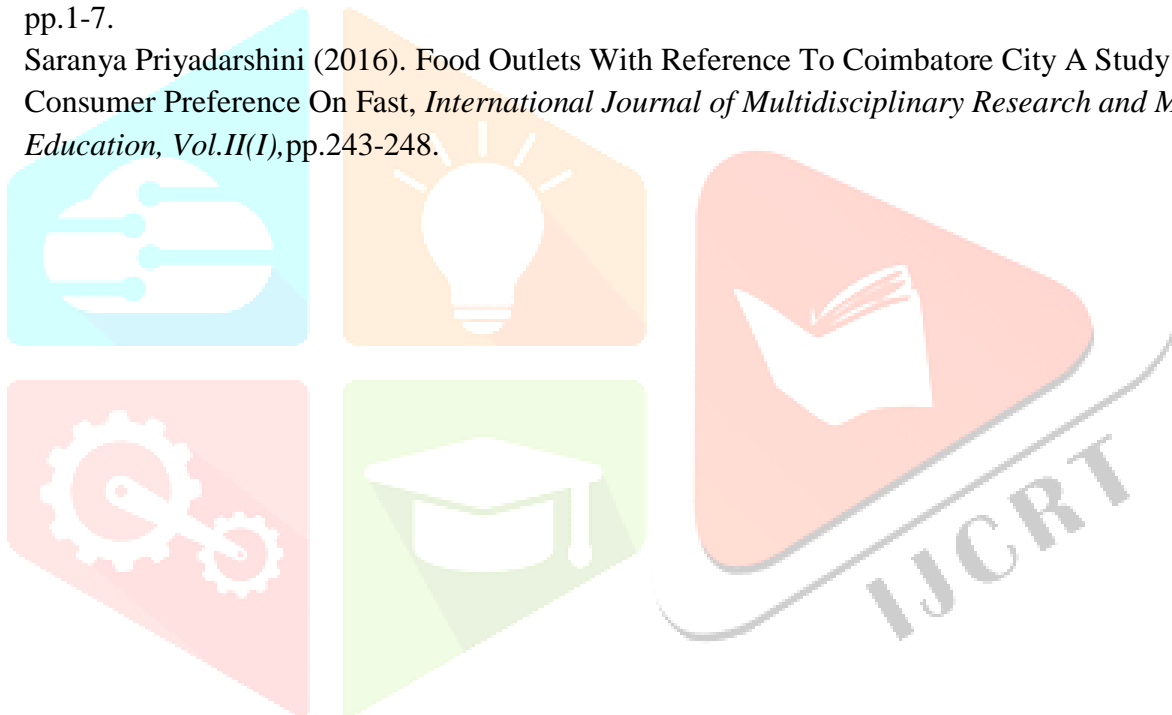 pp.1-7.
Saranya Priyadarshini (2016). Food Outlets With Reference To Coimbatore City A Study
Consumer Preference On Fast, International Journal of Multidisciplinary Research and
Education, Vol.II(I),pp.243-248.
IJCRT